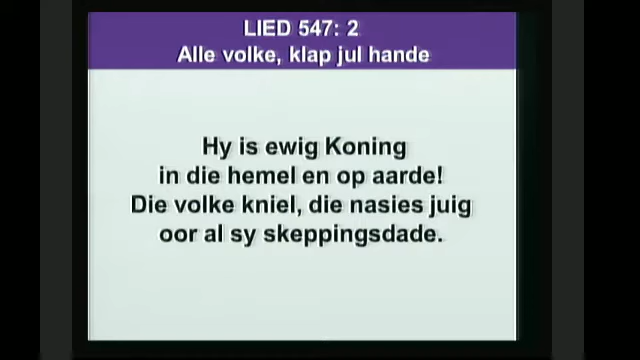 LIED 547: 2
Alle volke, klap jul hande
Hy is ewig Koning
in die hemel en op aarde!
Die volke kniel, die nasies juig
oor al sy skeppingsdade.